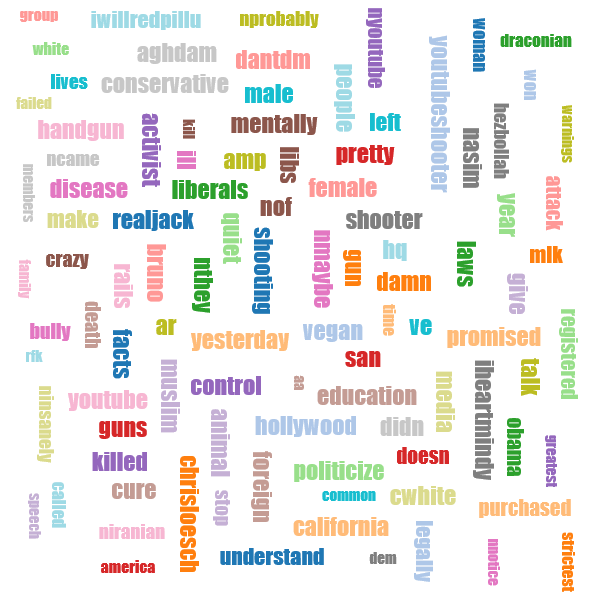 group
iwillredpillu
nprobably
nyoutube
woman
draconian
white
aghdam
dantdm
people
youtubeshooter
won
lives
conservative
male
failed
handgun
activist
kill
mentally
left
nasim
hezbollah
warnings
ncame
ill
amp
libs
pretty
members
disease
liberals
nof
female
year
attack
make
realjack
quiet
shooting
shooter
crazy
bruno
nthey
nmaybe
gun
hq
laws
mlk
family
rails
damn
give
bully
death
facts
ar
yesterday
vegan
time
ve
promised
registered
rfk
muslim
san
talk
ninsanely
youtube
control
aa
education
media
iheartmindy
guns
animal
hollywood
didn
obama
greatest
killed
chrisloesch
foreign
politicize
doesn
speech
called
cure
stop
common
cwhite
purchased
niranian
california
legally
america
understand
dem
nnotice
strictest